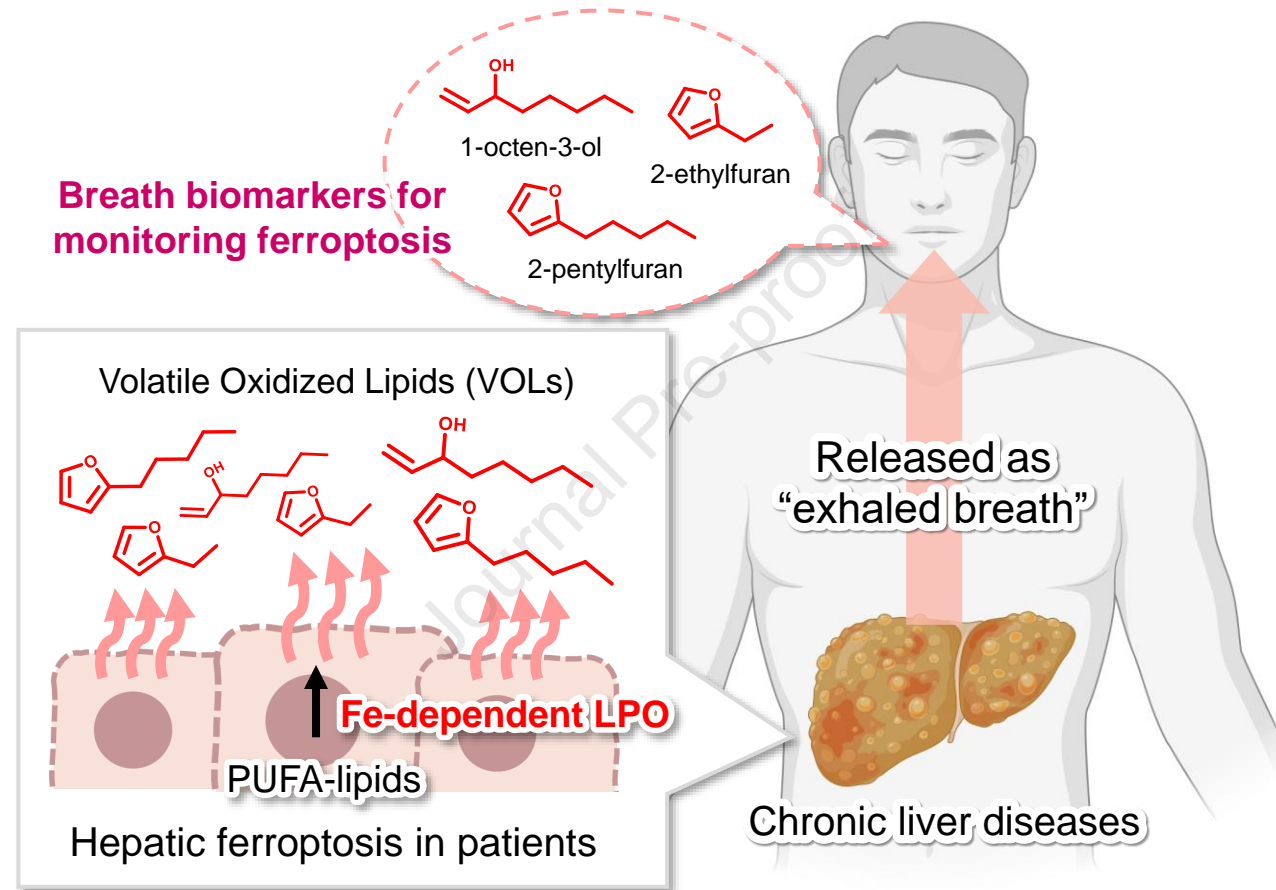 OH
O
1-octen-3-ol
2-ethylfuran
O
2-pentylfuran
Breath biomarkers for
monitoring ferroptosis
Volatile Oxidized Lipids (VOLs)
O
OH
O
O
OH
O
Fe-dependent LPO
PUFA-lipids
Hepatic ferroptosis in patients
Released as
“exhaled breath”
Chronic liver diseases
Journal Pre-proof